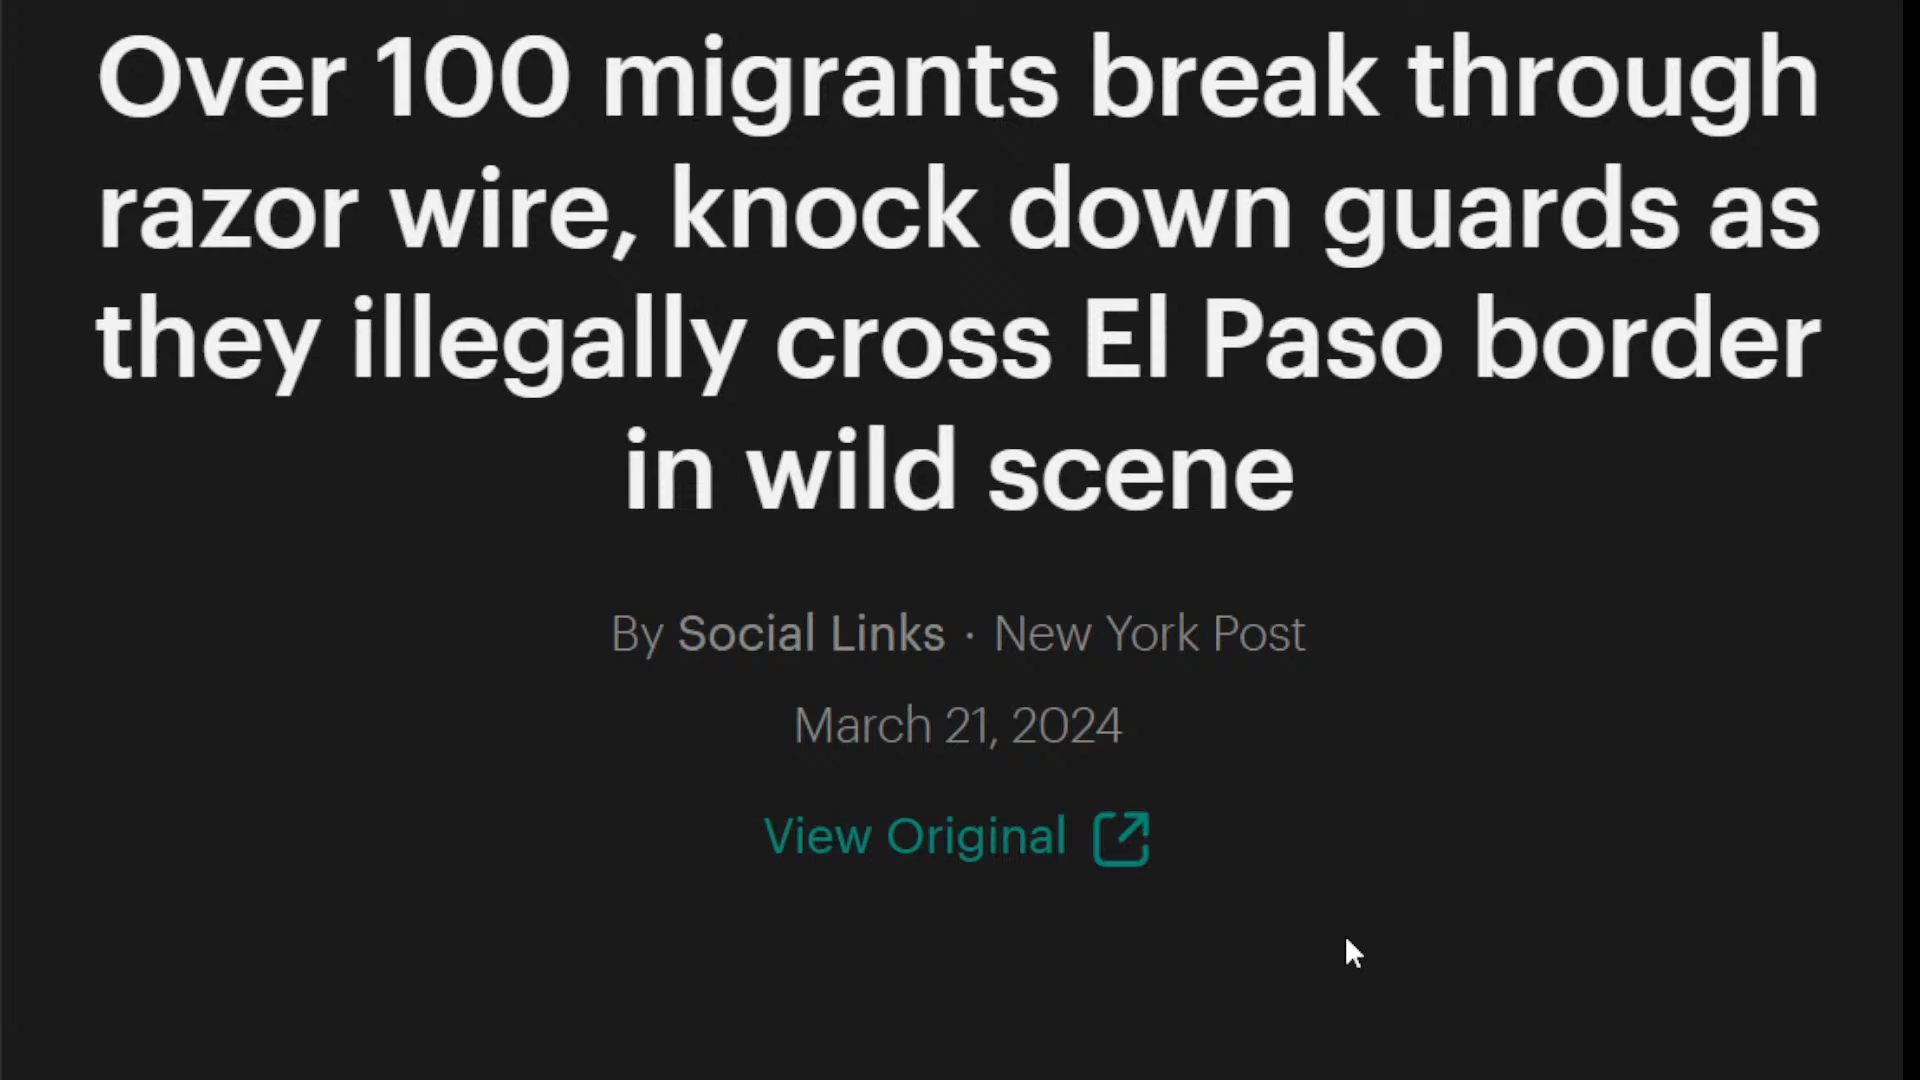 Over 100 migrants break through
razor wire, knock down guards as
they illegally cross El Paso border
in wild scene
By Social Links · New York Post
March 21, 2024
View Original